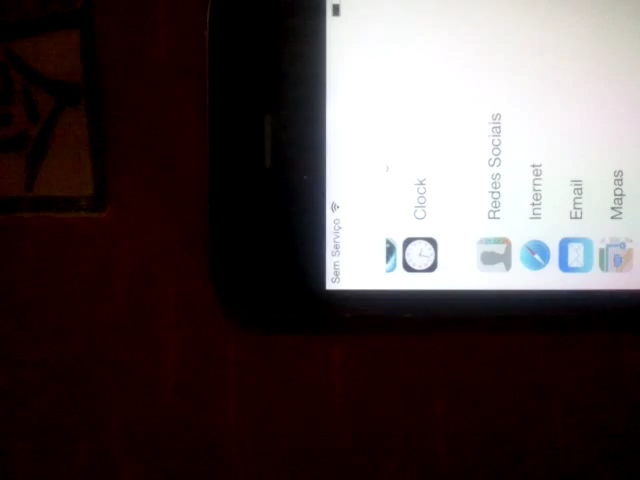 Sem Serviço
Clock
Redes Sociais
Internet
Email
Mapas